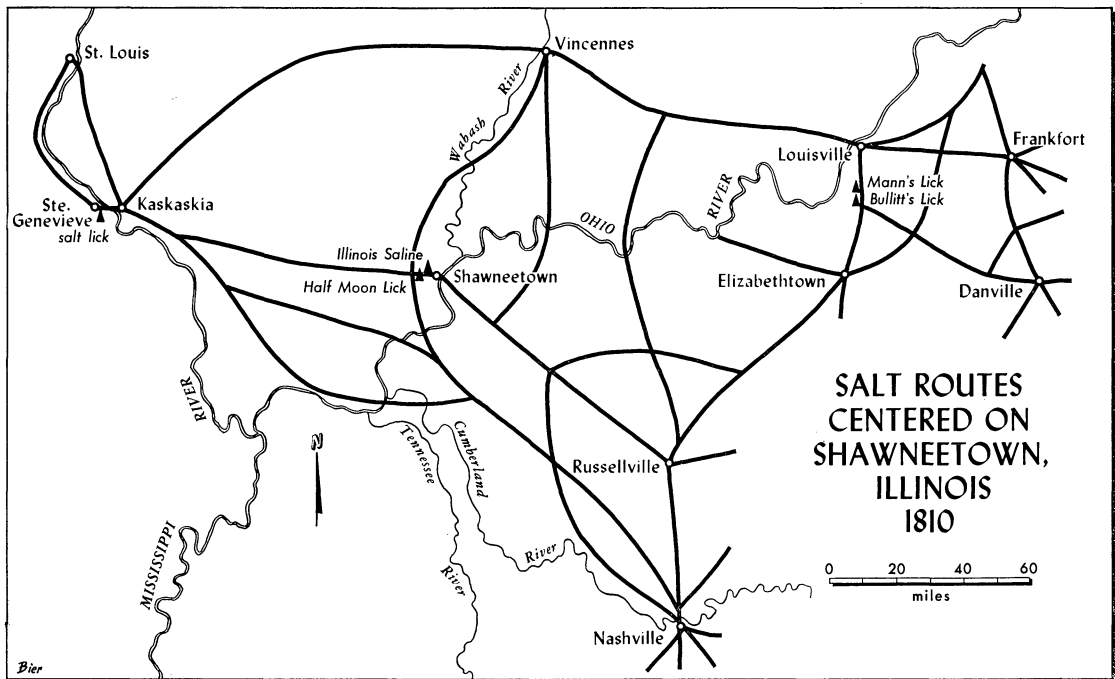 St. Louis
Vincennes
Wabash River
Louisville
Frankfort
Mann's Lick
Bullitt's Lick
Ste.
Genevieve
salt lick
Kaskaskia
OHIO RIVER
Illinois Saline
Half Moon Lick
Shawneetown
Elizabethtown
Danville
MISSISSIPPI RIVER
N
Tennessee River
Cumberland River
Russellville
Nashville
SALT ROUTES
CENTERED ON
SHAWNEETOWN,
ILLINOIS
1810
0 20 40 60
miles
Bier